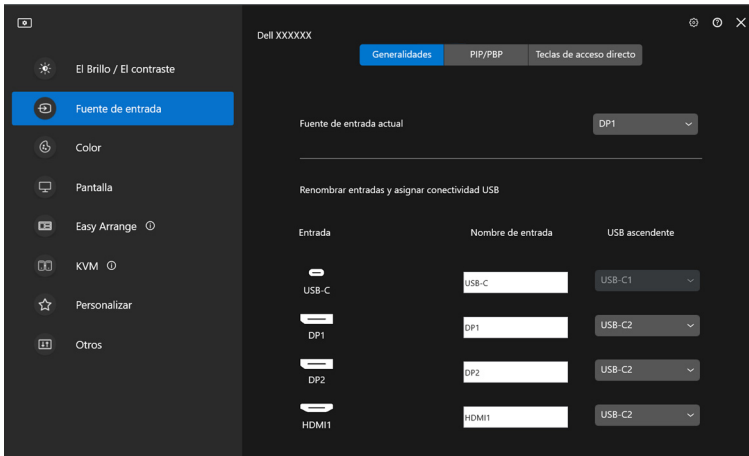 Dell XXXXXX
Generalidades PIP/PBP Teclas de acceso directo
El Brillo / El contraste
Fuente de entrada
Color
Pantalla
Easy Arrange
KVM
Personalizar
Otros
Fuente de entrada actual DP1
Renombrar entradas y asignar conectividad USB
Entrada Nombre de entrada USB ascendente
USB-C USB-C USB-C1
DP1 DP1 USB-C2
DP2 DP2 USB-C2
HDMI1 HDMI1 USB-C2